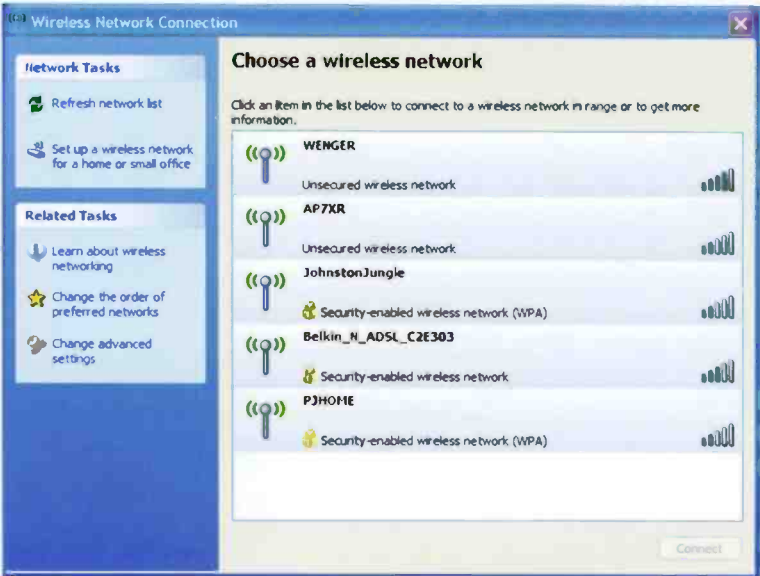 Wireless Network Connection
Network Tasks
Refresh network list
Set up a wireless network
for a home or small office
Related Tasks
Learn about wireless
networking
Change the order of
preferred networks
Change advanced
settings
Choose a wireless network
Click an item in the list below to connect to a wireless network in range or to get more
information.
WENGER
Unsecured wireless network
AP7XR
Unsecured wireless network
JohnstonJungle
Security-enabled wireless network (WPA)
Belkin_N_ADSL_C2E303
Security-enabled wireless network
PJHOME
Security-enabled wireless network (WPA)
Connect